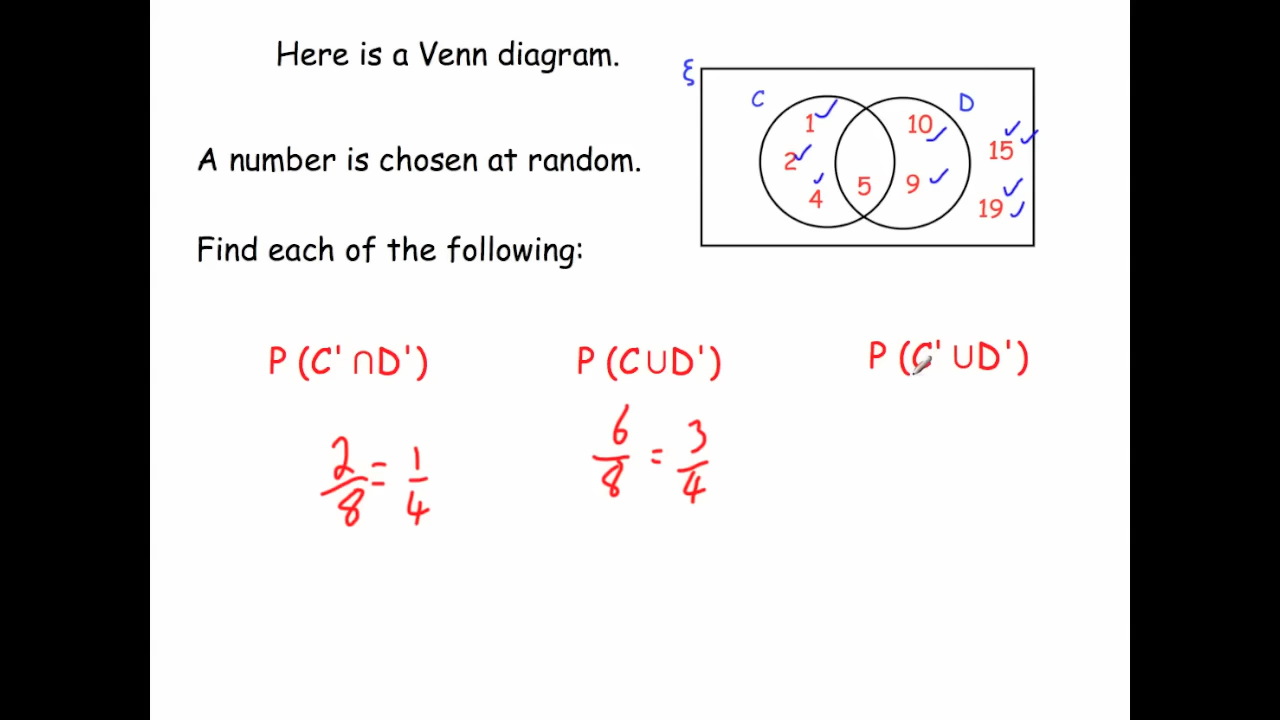 Here is a Venn diagram.
ξ
C
D
1
10
A number is chosen at random.
2
15
4
5
9
19
Find each of the following:
P (C' ∩ D')
P (C ∪ D')
P (C' ∪ D')
2/8 = 1/4
6/8 = 3/4